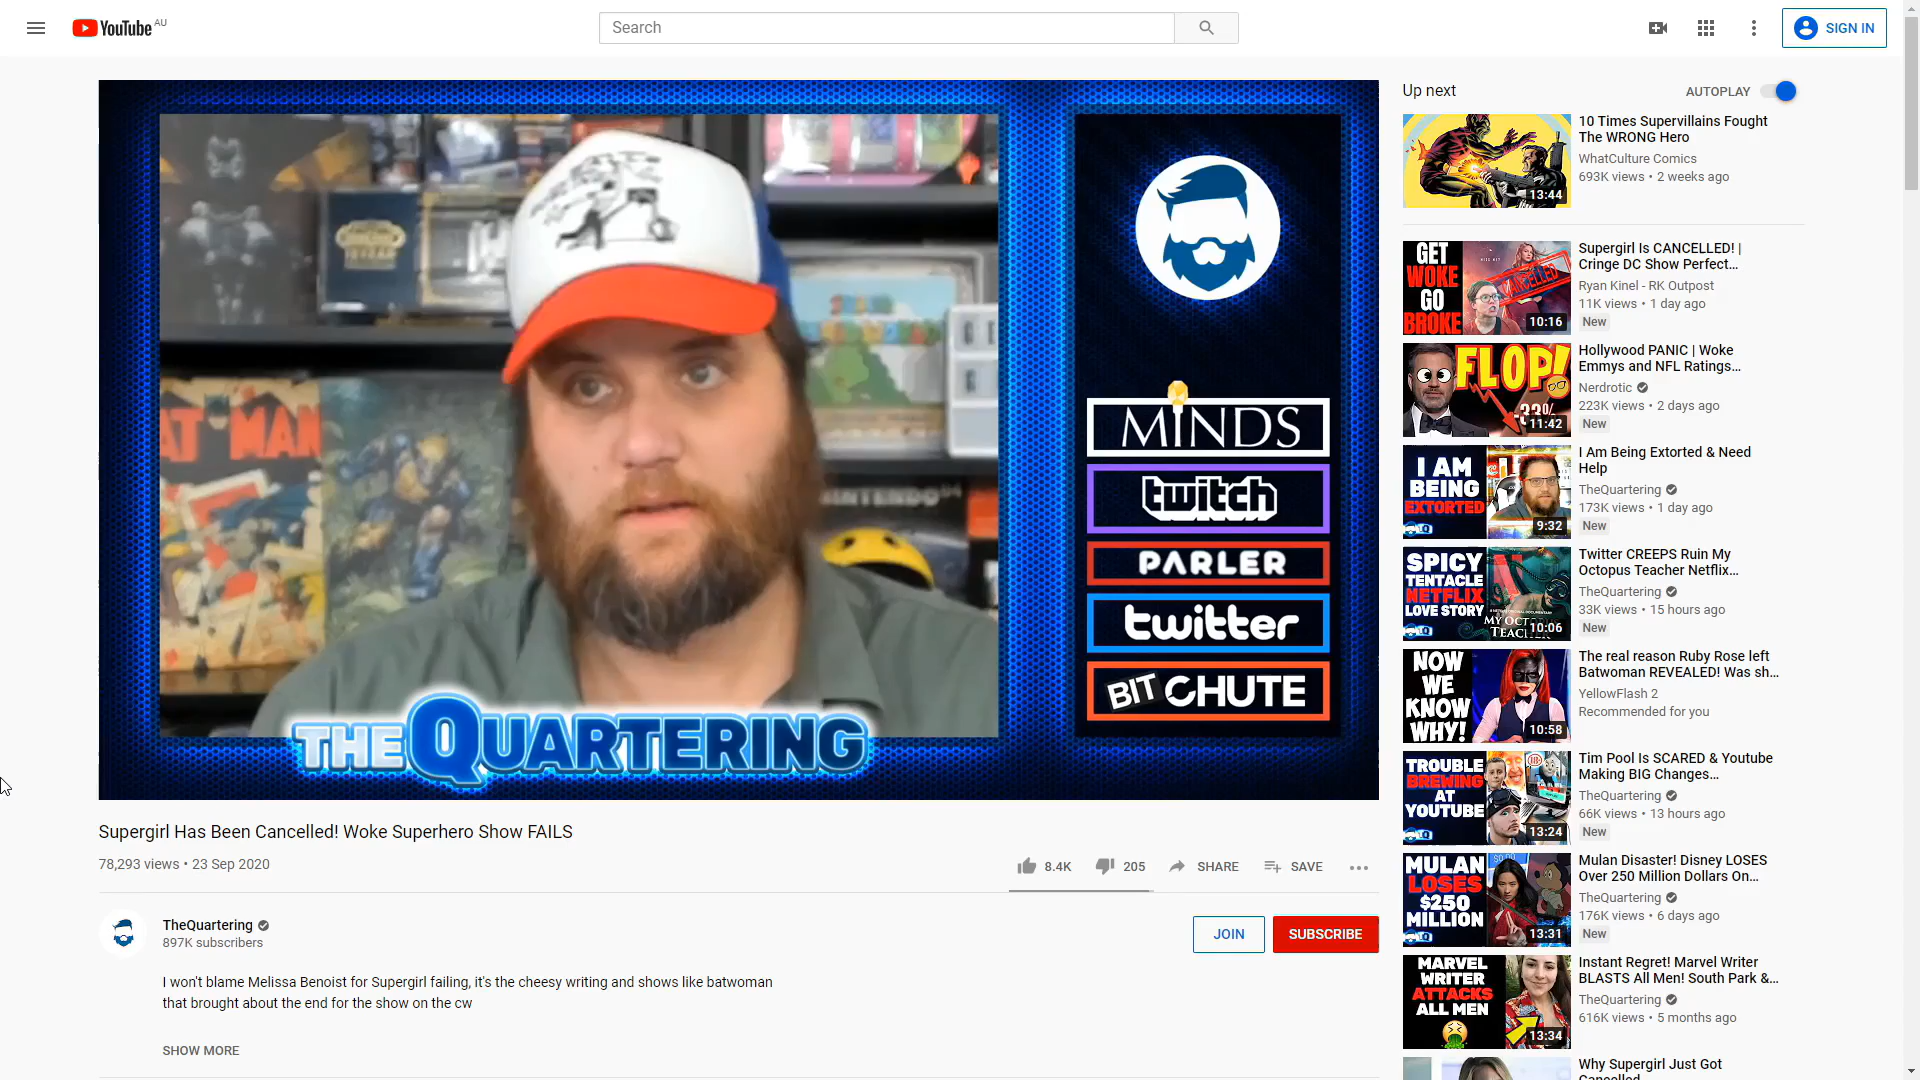 YouTube AU
Search
SIGN IN
BAT MAN
NINTENDO 64
THE QUARTERING
MINDS
twitch
PARLER
twitter
BITCHUTE
Supergirl Has Been Cancelled! Woke Superhero Show FAILS
78,293 views • 23 Sep 2020
8.4K
205
SHARE
SAVE
TheQuartering
897K subscribers
JOIN
SUBSCRIBE
I won't blame Melissa Benoist for Supergirl failing, it's the cheesy writing and shows like batwoman
that brought about the end for the show on the cw
SHOW MORE
Up next
AUTOPLAY
13:44
10 Times Supervillains Fought
The WRONG Hero
WhatCulture Comics
693K views • 2 weeks ago
GET
WOKE
GO
BROKE
CANCELLED
10:16
Supergirl Is CANCELLED! |
Cringe DC Show Perfect...
Ryan Kinel - RK Outpost
11K views • 1 day ago
New
FLOP!
-33%
11:42
Hollywood PANIC | Woke
Emmys and NFL Ratings...
Nerdrotic
223K views • 2 days ago
New
I AM
BEING
EXTORTED
9:32
I Am Being Extorted & Need
Help
TheQuartering
173K views • 1 day ago
New
SPICY
TENTACLE
NETFLIX
LOVE STORY
MY OCTOPUS
TEACHER
10:06
Twitter CREEPS Ruin My
Octopus Teacher Netflix...
TheQuartering
33K views • 15 hours ago
New
NOW
WE
KNOW
WHY!
10:58
The real reason Ruby Rose left
Batwoman REVEALED! Was sh...
YellowFlash 2
Recommended for you
TROUBLE
BREWING
AT
YOUTUBE
13:24
Tim Pool Is SCARED & Youtube
Making BIG Changes...
TheQuartering
66K views • 13 hours ago
New
MULAN
LOSES
$250
MILLION
13:31
Mulan Disaster! Disney LOSES
Over 250 Million Dollars On...
TheQuartering
176K views • 6 days ago
New
MARVEL
WRITER
ATTACKS
ALL MEN
13:34
Instant Regret! Marvel Writer
BLASTS All Men! South Park &...
TheQuartering
616K views • 5 months ago
Why Supergirl Just Got
Cancelled